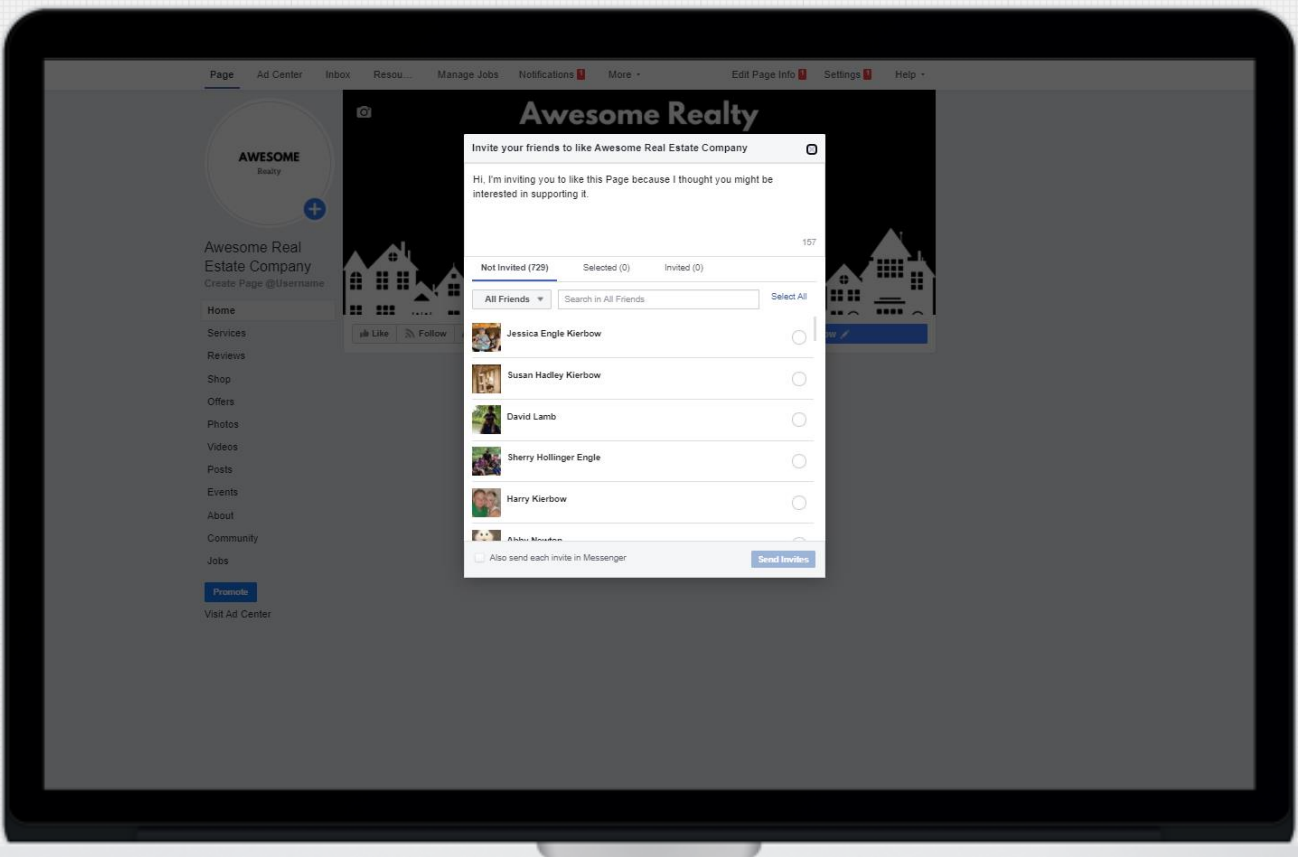 Page Ad Center Inbox Resou... Manage Jobs Notifications 1 More Edit Page Info 1 Settings 1 Help
Awesome Realty
AWESOME
Realty
Awesome Real
Estate Company
Create Page @Username
Home
Services
Reviews
Shop
Offers
Photos
Videos
Posts
Events
About
Community
Jobs
Promote
Visit Ad Center
Like Follow
Invite your friends to like Awesome Real Estate Company
Hi, I'm inviting you to like this Page because I thought you might be
interested in supporting it.
157
Not Invited (729) Selected (0) Invited (0)
All Friends Search in All Friends Select All
Jessica Engle Kierbow
Susan Hadley Kierbow
David Lamb
Sherry Hollinger Engle
Harry Kierbow
Abby Newton
Also send each invite in Messenger Send Invites